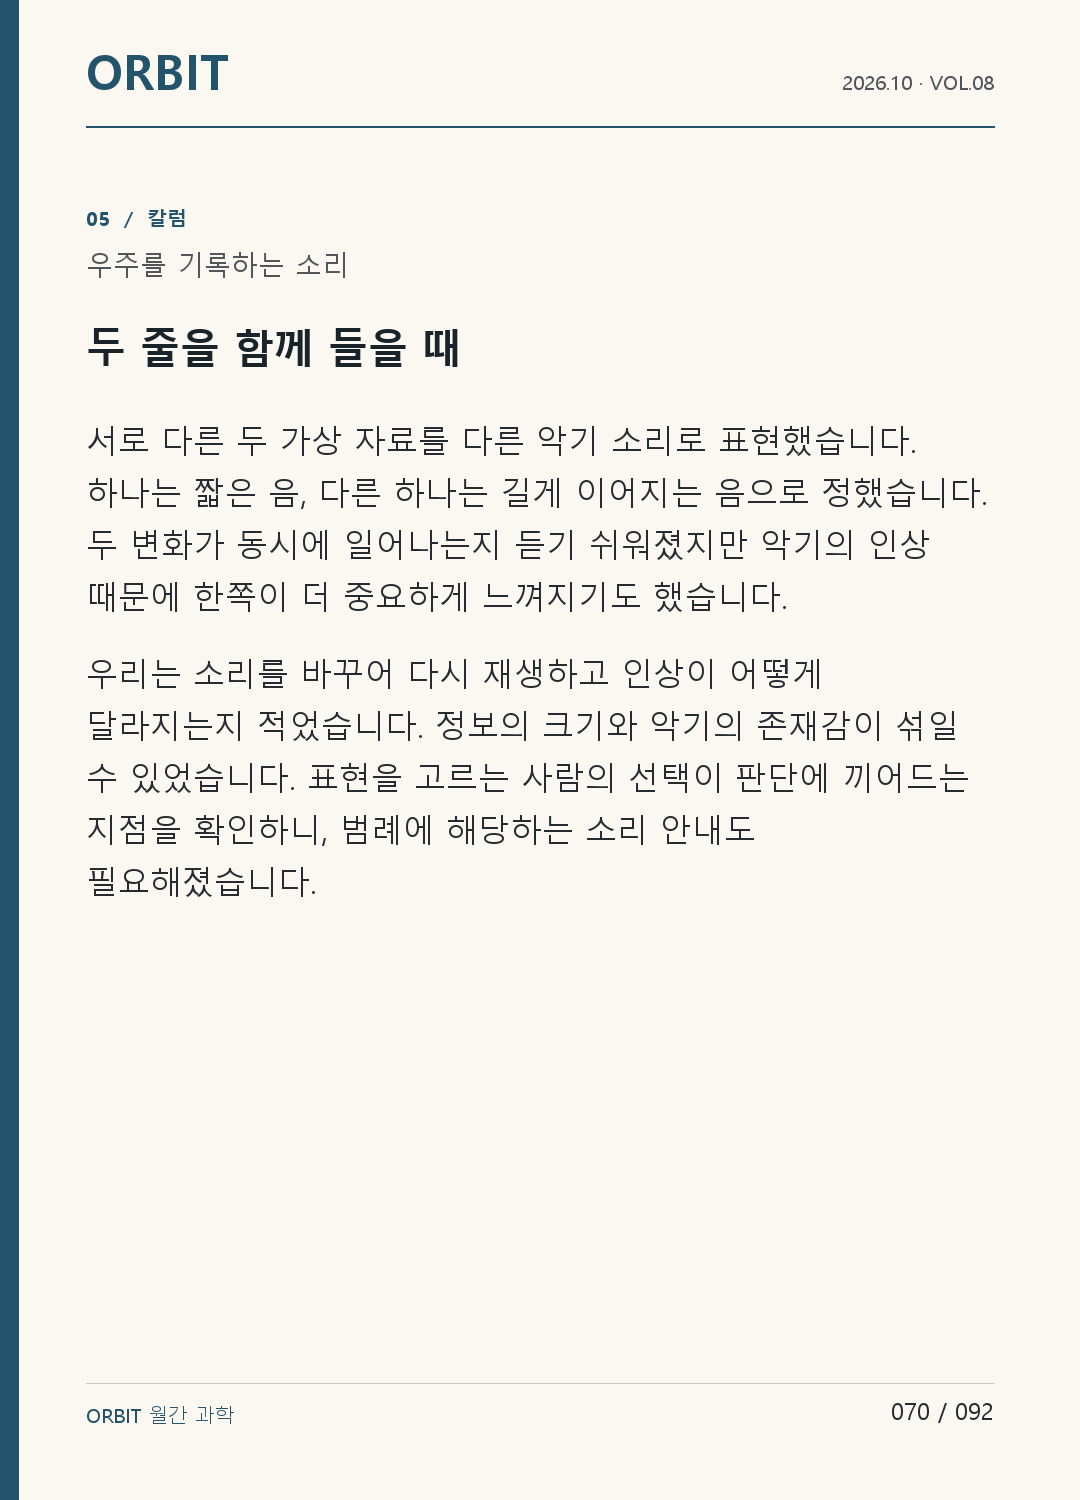 ORBIT
2026.10 · VOL.08
05 / 칼럼
우주를 기록하는 소리
두 줄을 함께 들을 때
서로 다른 두 가상 자료를 다른 악기 소리로 표현했습니다.
하나는 짧은 음, 다른 하나는 길게 이어지는 음으로 정했습니다.
두 변화가 동시에 일어나는지 듣기 쉬워졌지만 악기의 인상
때문에 한쪽이 더 중요하게 느껴지기도 했습니다.
우리는 소리를 바꾸어 다시 재생하고 인상이 어떻게
달라지는지 적었습니다. 정보의 크기와 악기의 존재감이 섞일
수 있었습니다. 표현을 고르는 사람의 선택이 판단에 끼어드는
지점을 확인하니, 범례에 해당하는 소리 안내도
필요해졌습니다.
ORBIT 월간 과학
070 / 092